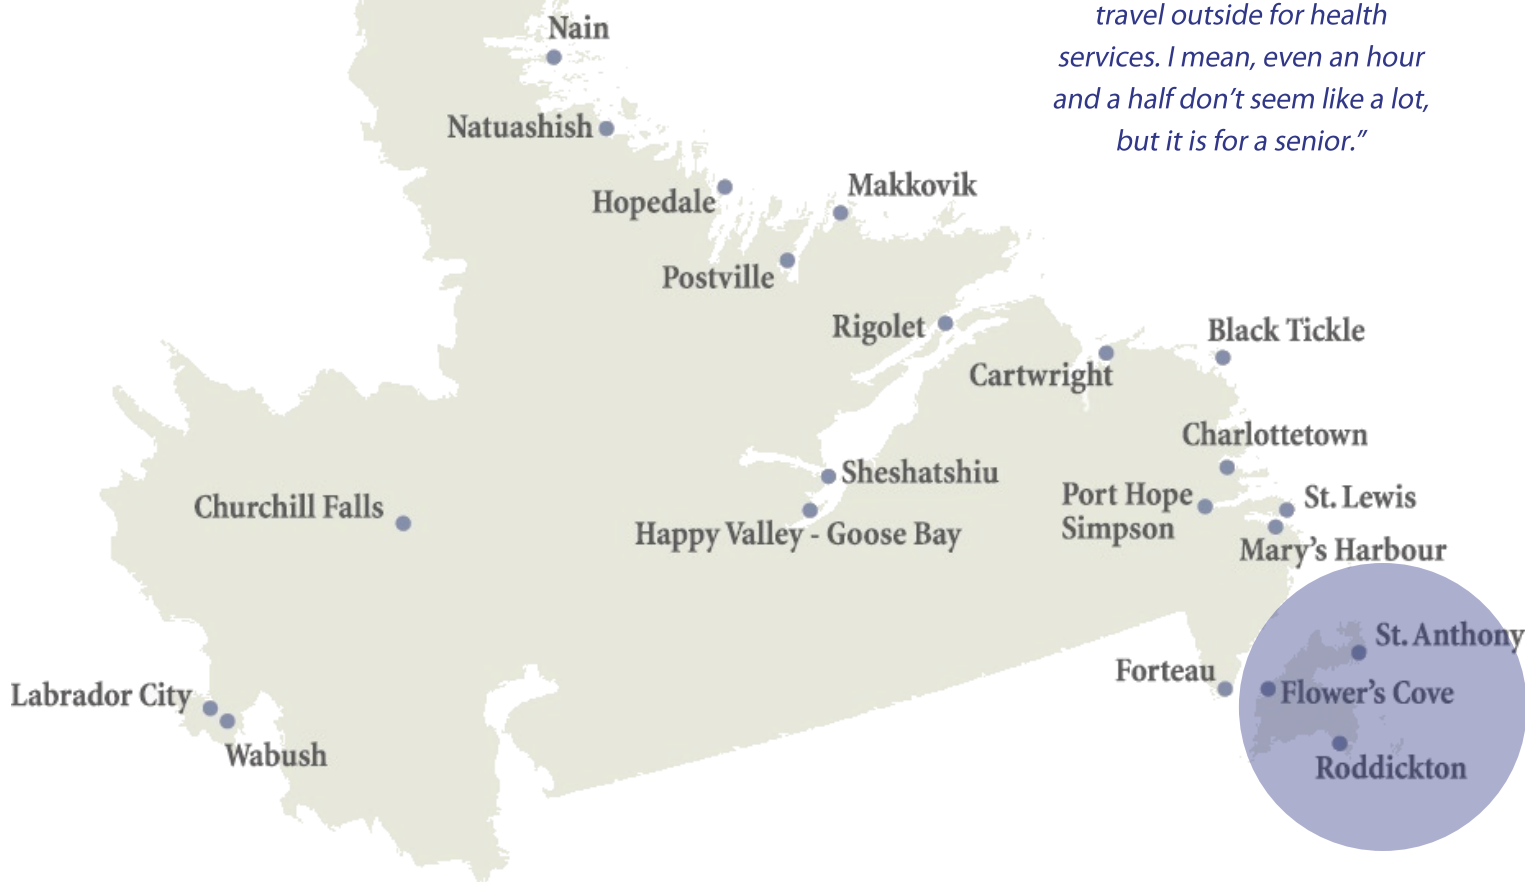 travel outside for health
services. I mean, even an hour
and a half don’t seem like a lot,
but it is for a senior.”
Nain
Natuashish
Hopedale
Makkovik
Postville
Rigolet
Cartwright
Black Tickle
Charlottetown
Sheshatshiu
Happy Valley - Goose Bay
Churchill Falls
Port Hope
Simpson
St. Lewis
Mary’s Harbour
St. Anthony
Forteau
Flower’s Cove
Roddickton
Labrador City
Wabush